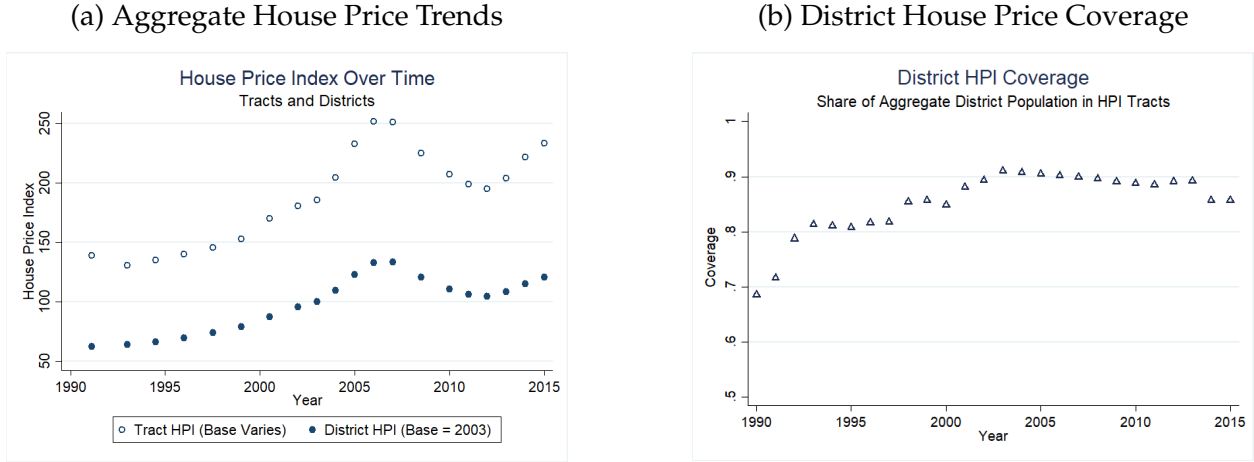 (a) Aggregate House Price Trends
House Price Index Over Time
Tracts and Districts
House Price Index
250
200
150
100
50
1990 1995 2000 2005 2010 2015
Year
Tract HPI (Base Varies) District HPI (Base = 2003)
(b) District House Price Coverage
District HPI Coverage
Share of Aggregate District Population in HPI Tracts
Coverage
1
.9
.8
.7
.6
.5
1990 1995 2000 2005 2010 2015
Year